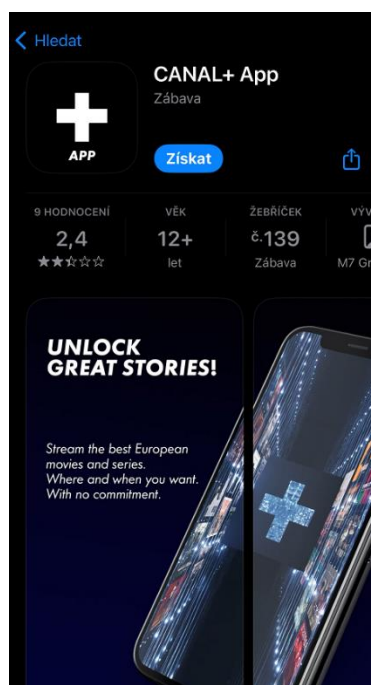 Hledat
CANAL+ App
Zábava
APP
Získat
9 HODNOCENÍ
VĚK
ŽEBŘÍČEK
2,4
12+
č.139
let
Zábava
M7 Gr
UNLOCK
GREAT STORIES!
Stream the best European
movies and series.
Where and when you want.
With no commitment.